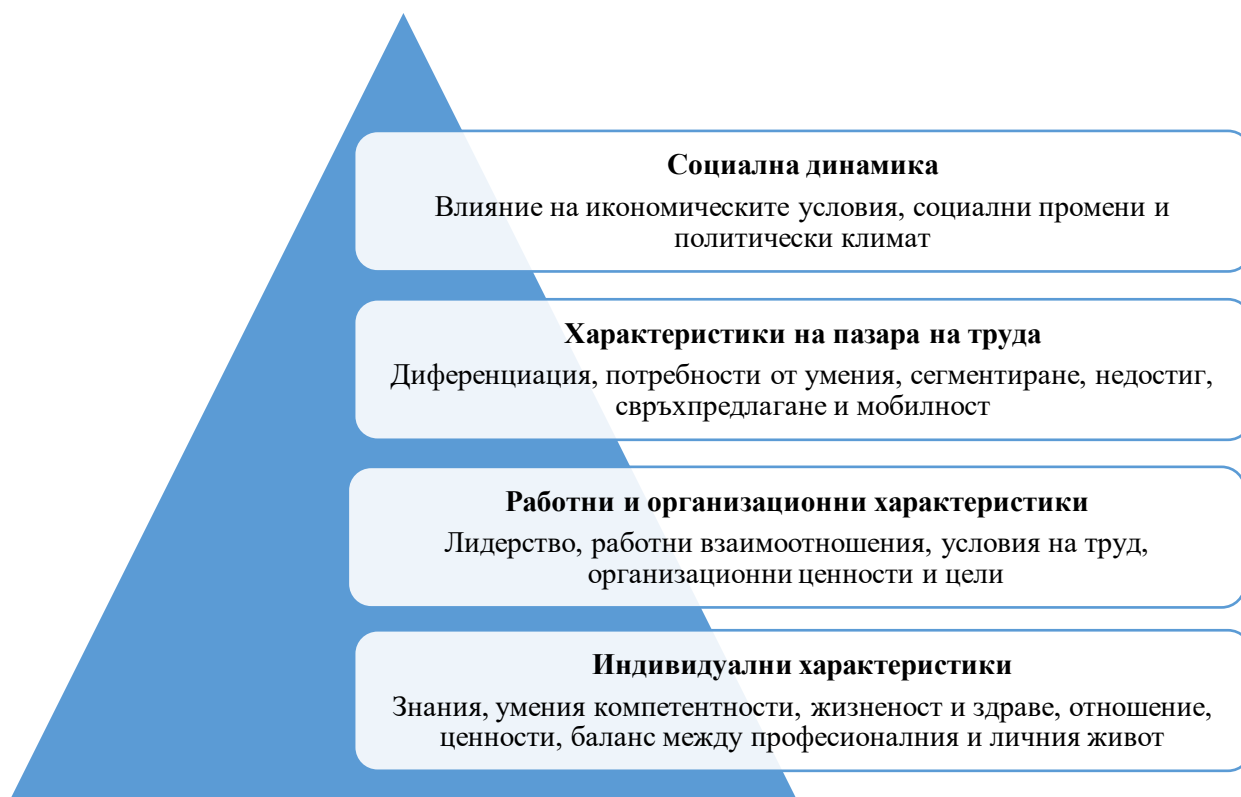 Социална динамика
Влияние на икономическите условия, социални промени и
политически климат
Характеристики на пазара на труда
Диференциация, потребности от умения, сегментиране, недостиг,
свръхпредлагане и мобилност
Работни и организационни характеристики
Лидерство, работни взаимоотношения, условия на труд,
организационни ценности и цели
Индивидуални характеристики
Знания, умения компетентности, жизненост и здраве, отношение,
ценности, баланс между професионалния и личния живот